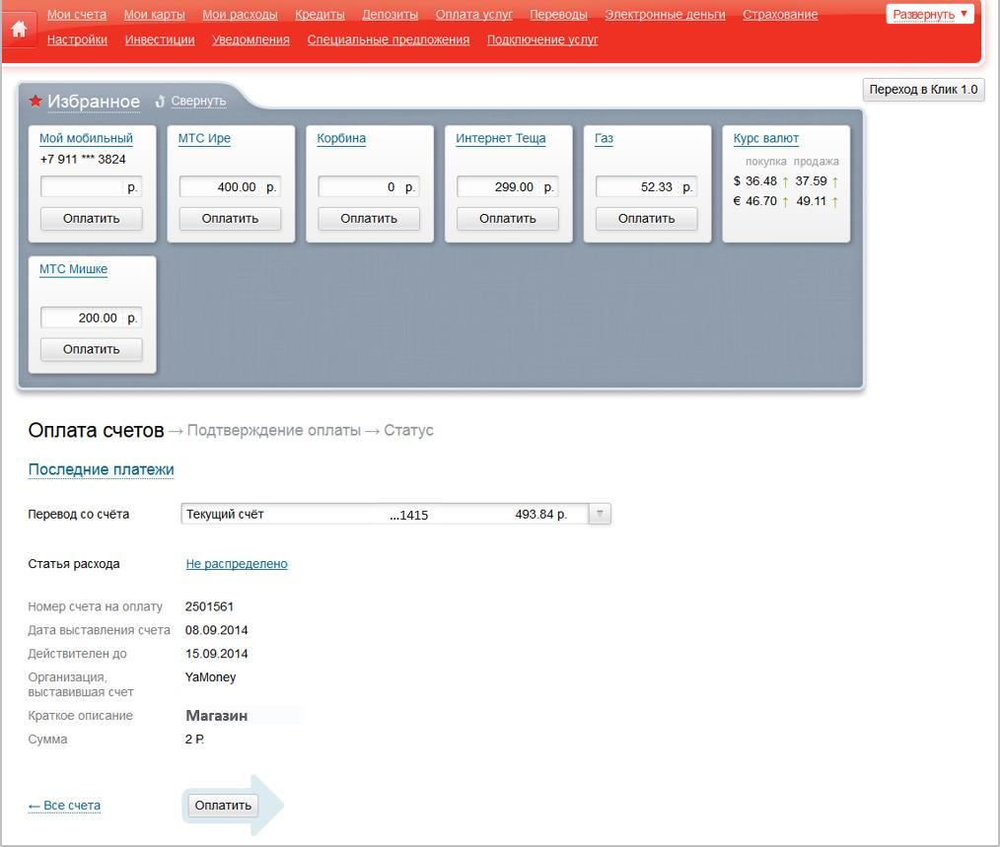 Мои счета Мои карты Мои расходы Кредиты Депозиты Оплата услуг Переводы Электронные деньги Страхование Развернуть ▼
Настройки Инвестиции Уведомления Специальные предложения Подключение услуг
Переход в Клик 1.0
Избранное Свернуть
Мой мобильный МТС Ире Корбина Интернет Теща Газ Курс валют
+7 911 *** 3824 покупка продажа
р. 400.00 р. 0 р. 299.00 р. 52.33 р. $ 36.48 ↑ 37.59 ↑
€ 46.70 ↑ 49.11 ↑
Оплатить Оплатить Оплатить Оплатить Оплатить
МТС Мишке
200.00 р.
Оплатить
Оплата счетов → Подтверждение оплаты → Статус
Последние платежи
Перевод со счёта Текущий счёт ...1415 493.84 р.
Статья расхода Не распределено
Номер счета на оплату 2501561
Дата выставления счета 08.09.2014
Действителен до 15.09.2014
Организация, YaMoney
выставившая счет
Краткое описание Магазин
Сумма 2 Р.
← Все счета Оплатить